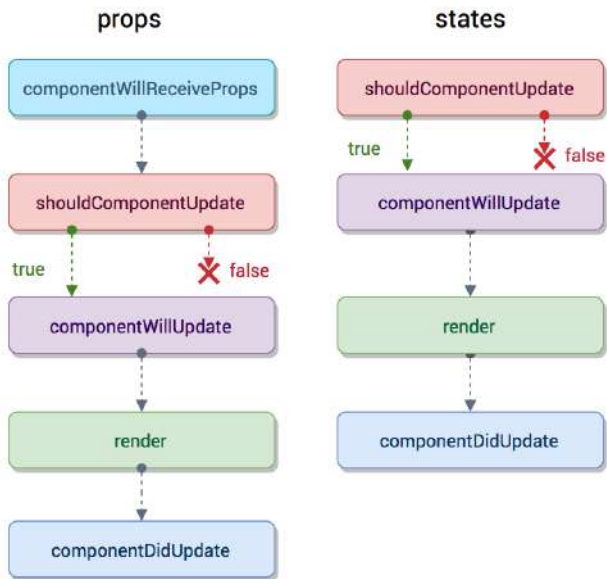 props
componentWillReceiveProps
shouldComponentUpdate
true
false
componentWillUpdate
render
componentDidUpdate
states
shouldComponentUpdate
true
false
componentWillUpdate
render
componentDidUpdate